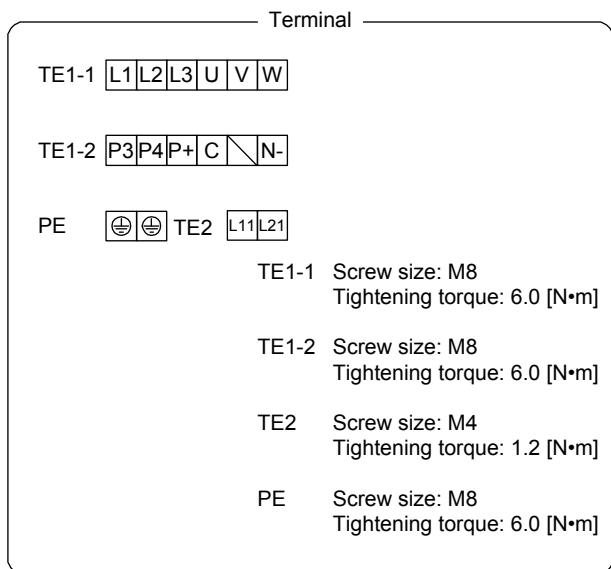 Terminal
TE1-1 L1 L2 L3 U V W
TE1-2 P3 P4 P+ C N-
PE TE2 L11 L21
TE1-1 Screw size: M8
Tightening torque: 6.0 [N•m]
TE1-2 Screw size: M8
Tightening torque: 6.0 [N•m]
TE2 Screw size: M4
Tightening torque: 1.2 [N•m]
PE Screw size: M8
Tightening torque: 6.0 [N•m]